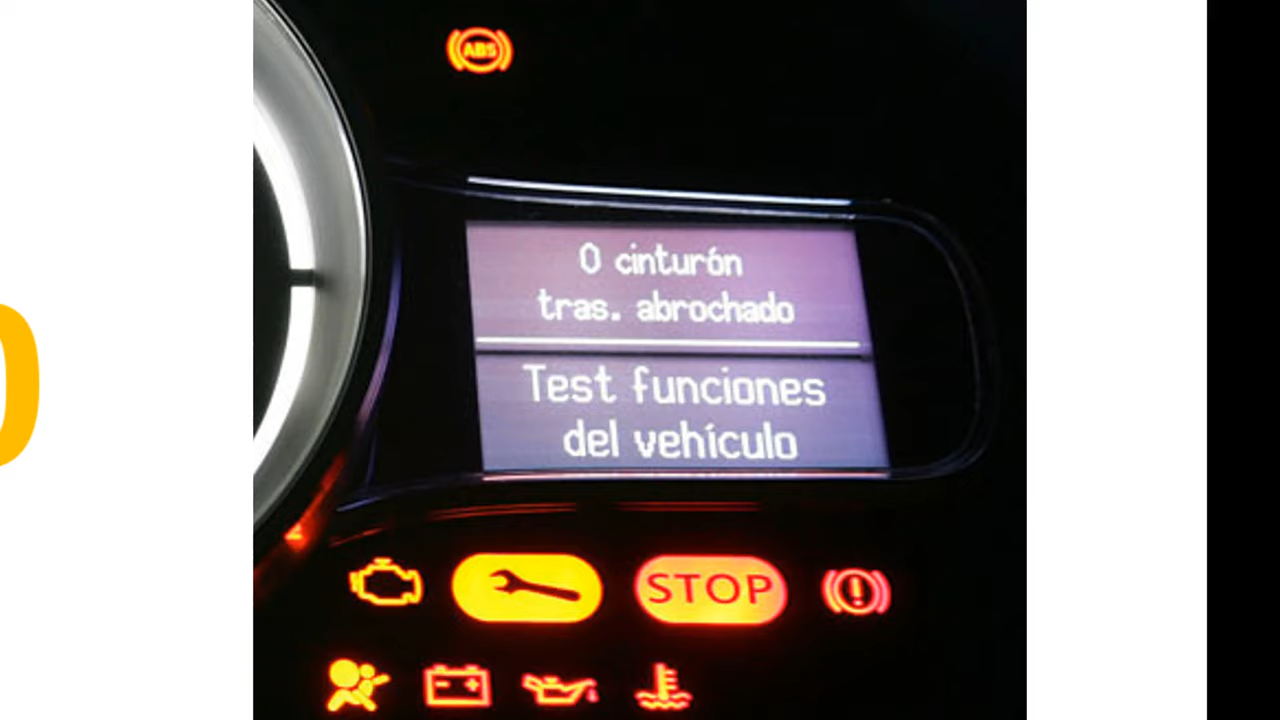 ABS
0 cinturón
tras. abrochado
Test funciones
del vehículo
STOP